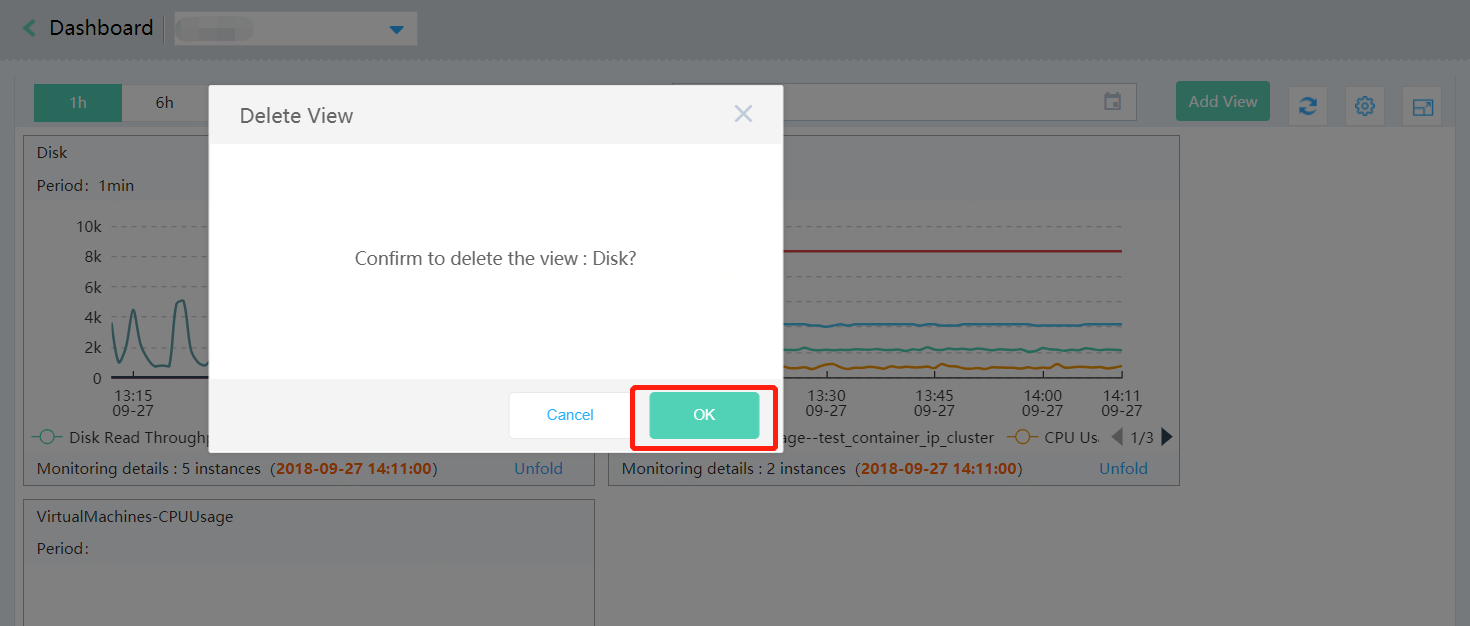 Dashboard
1h
6h
Add View
Delete View
Confirm to delete the view : Disk?
Cancel
OK
Disk
Period: 1min
10k
8k
6k
4k
2k
0
13:15
09-27
Disk Read
Monitoring details : 5 instances (2018-09-27 14:11:00)
Unfold
13:30
09-27
13:45
09-27
14:00
09-27
14:11
09-27
age--test_container_ip_cluster
CPU Us
1/3
Monitoring details : 2 instances (2018-09-27 14:11:00)
Unfold
VirtualMachines-CPUUsage
Period: